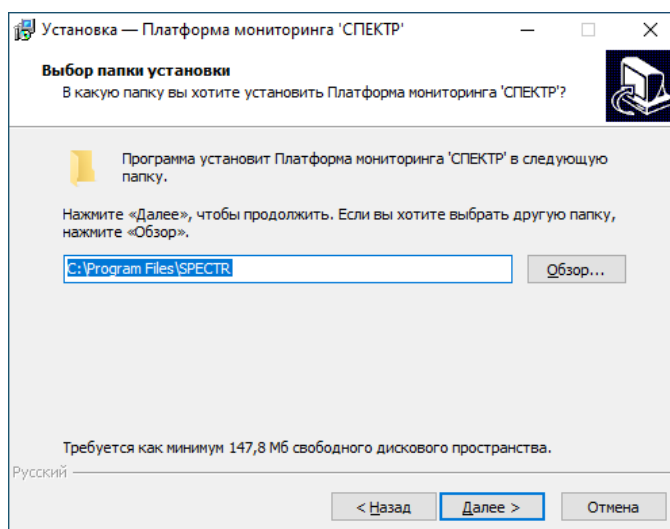 Установка — Платформа мониторинга 'СПЕКТР'
Выбор папки установки
В какую папку вы хотите установить Платформа мониторинга 'СПЕКТР'?
Программа установит Платформа мониторинга 'СПЕКТР' в следующую
папку.
Нажмите «Далее», чтобы продолжить. Если вы хотите выбрать другую папку,
нажмите «Обзор».
C:\Program Files\SPECTR
Обзор...
Требуется как минимум 147,8 Мб свободного дискового пространства.
Русский
< Назад
Далее >
Отмена